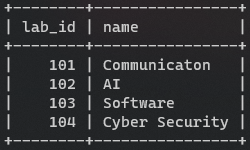 +--------+----------------+
| lab_id | name           |
+--------+----------------+
|    101 | Communicaton   |
|    102 | AI             |
|    103 | Software       |
|    104 | Cyber Security |
+--------+----------------+